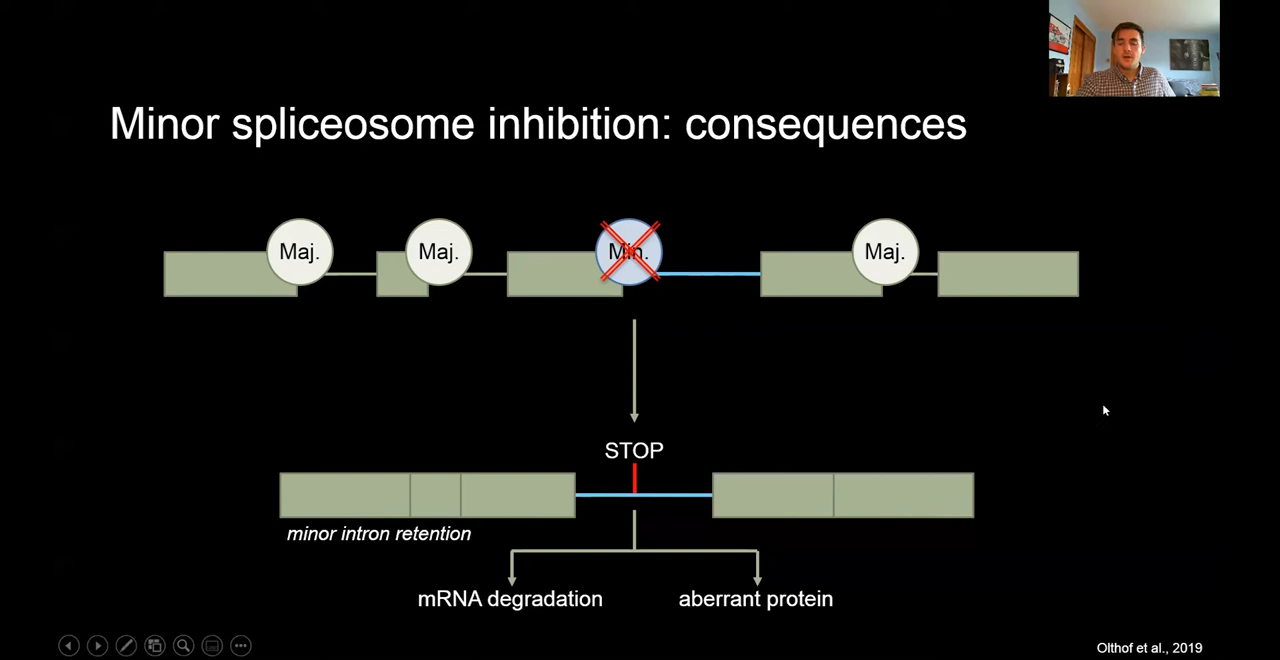 Minor spliceosome inhibition: consequences
Maj.
Maj.
Min.
Maj.
STOP
minor intron retention
mRNA degradation
aberrant protein
Olthof et al., 2019